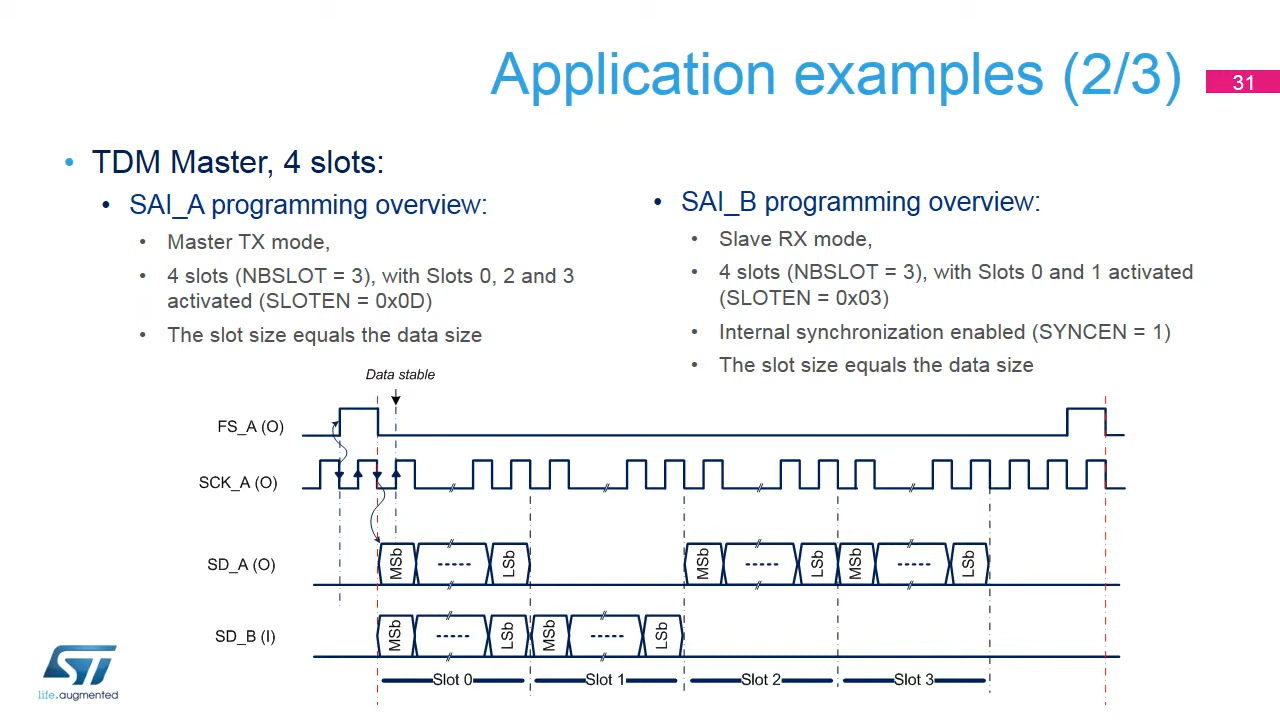 Application examples (2/3)
31
• TDM Master, 4 slots:
• SAI_A programming overview:
• Master TX mode,
• 4 slots (NBSLOT = 3), with Slots 0, 2 and 3
activated (SLOTEN = 0x0D)
• The slot size equals the data size
• SAI_B programming overview:
• Slave RX mode,
• 4 slots (NBSLOT = 3), with Slots 0 and 1 activated
(SLOTEN = 0x03)
• Internal synchronization enabled (SYNCEN = 1)
• The slot size equals the data size
Data stable
FS_A (O)
SCK_A (O)
SD_A (O)
MSb ----- LSb MSb ----- LSb MSb ----- LSb
SD_B (I)
MSb ----- LSb MSb ----- LSb
Slot 0 Slot 1 Slot 2 Slot 3
ST
life.augmented